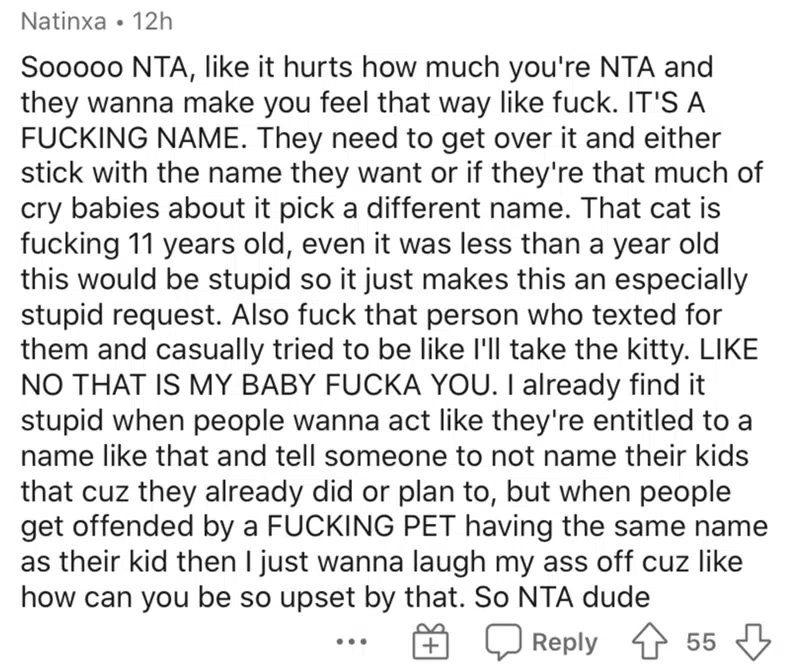 Natinxa • 12h
Sooooo NTA, like it hurts how much you're NTA and
they wanna make you feel that way like fuck. IT'S A
FUCKING NAME. They need to get over it and either
stick with the name they want or if they're that much of
cry babies about it pick a different name. That cat is
fucking 11 years old, even it was less than a year old
this would be stupid so it just makes this an especially
stupid request. Also fuck that person who texted for
them and casually tried to be like I'll take the kitty. LIKE
NO THAT IS MY BABY FUCKA YOU. I already find it
stupid when people wanna act like they're entitled to a
name like that and tell someone to not name their kids
that cuz they already did or plan to, but when people
get offended by a FUCKING PET having the same name
as their kid then I just wanna laugh my ass off cuz like
how can you be so upset by that. So NTA dude
Reply 55